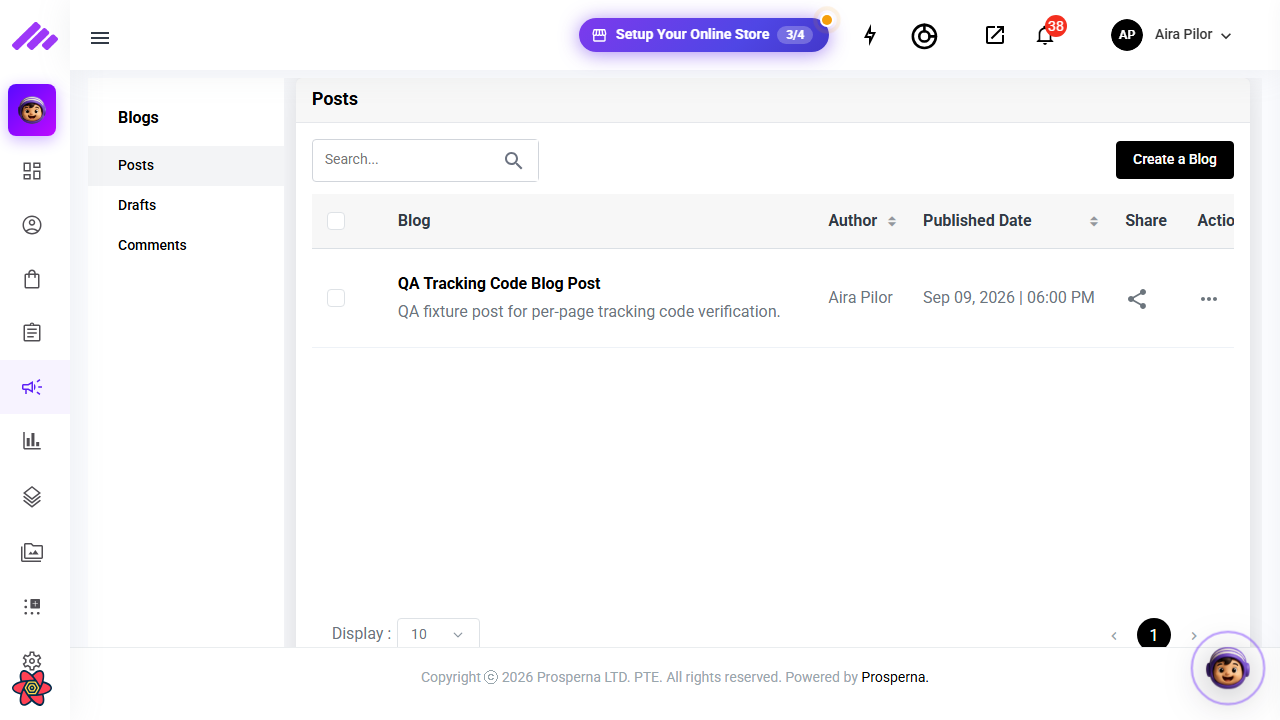 Setup Your Online Store 3/4
38
AP Aira Pilor
Blogs
Posts
Drafts
Comments
Posts
Search...
Create a Blog
Blog Author Published Date Share Actio
QA Tracking Code Blog Post
QA fixture post for per-page tracking code verification.
Aira Pilor Sep 09, 2026 | 06:00 PM
Display : 10
1
Copyright © 2026 Prosperna LTD. PTE. All rights reserved. Powered by Prosperna.